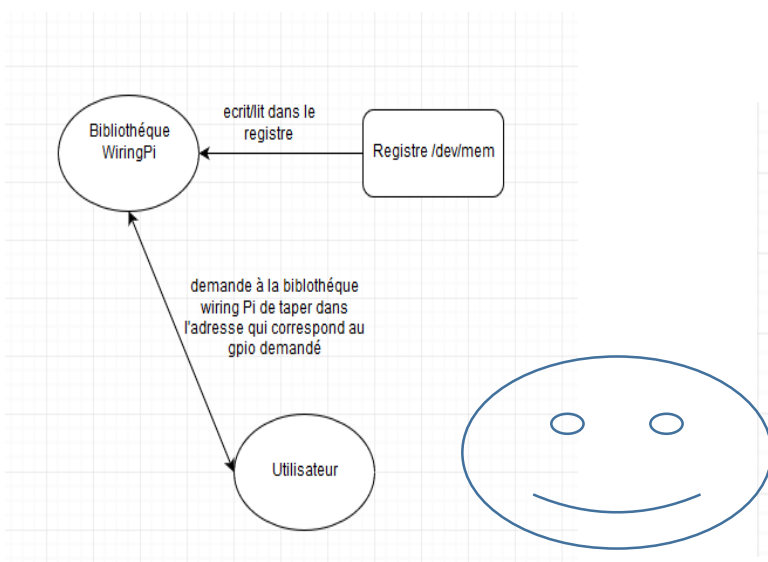 Bibliothéque
WiringPi
ecrit/lit dans le
registre
Registre /dev/mem
demande à la biblothéque
wiring Pi de taper dans
l'adresse qui correspond au
gpio demandé
Utilisateur